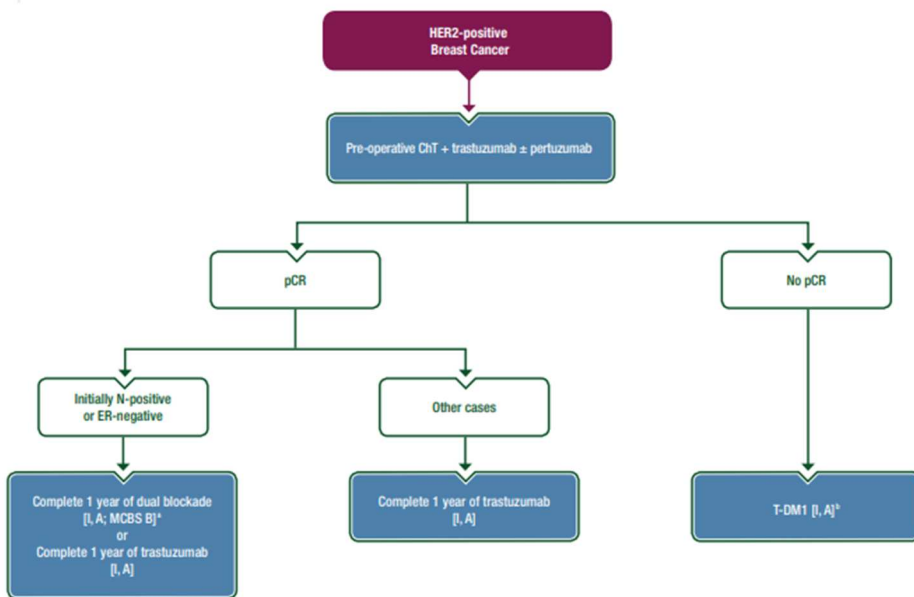 HER2-positive
Breast Cancer
Pre-operative ChT + trastuzumab ± pertuzumab
pCR
No pCR
Initially N-positive
or ER-negative
Other cases
Complete 1 year of dual blockade
[I, A; MCBS B]ᵃ
or
Complete 1 year of trastuzumab
[I, A]
Complete 1 year of trastuzumab
[I, A]
T-DM1 [I, A]ᵇ